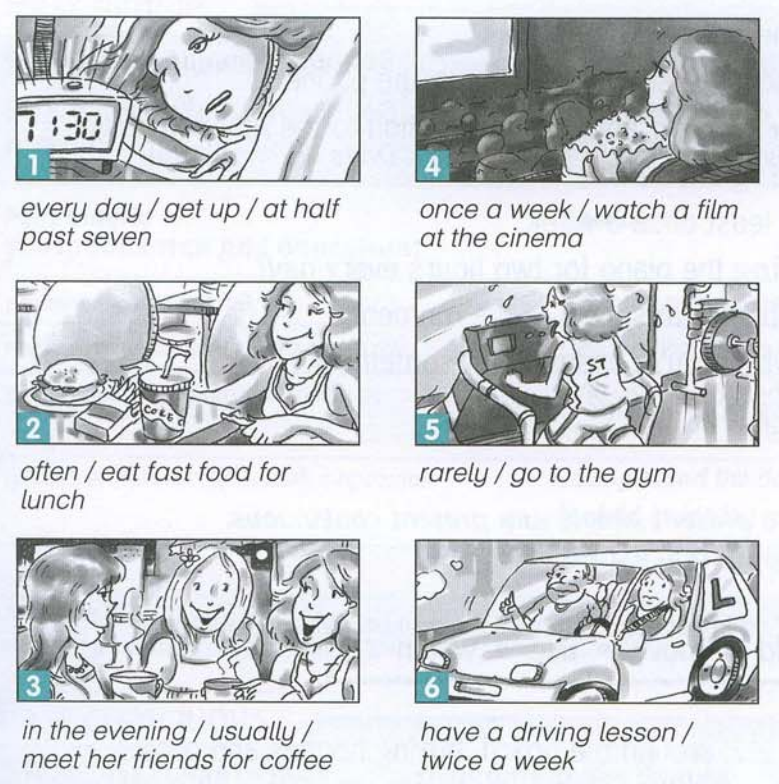 7:30
1
every day / get up / at half
past seven
2
often / eat fast food for
lunch
3
in the evening / usually /
meet her friends for coffee
4
once a week / watch a film
at the cinema
ST
5
rarely / go to the gym
L
6
have a driving lesson /
twice a week